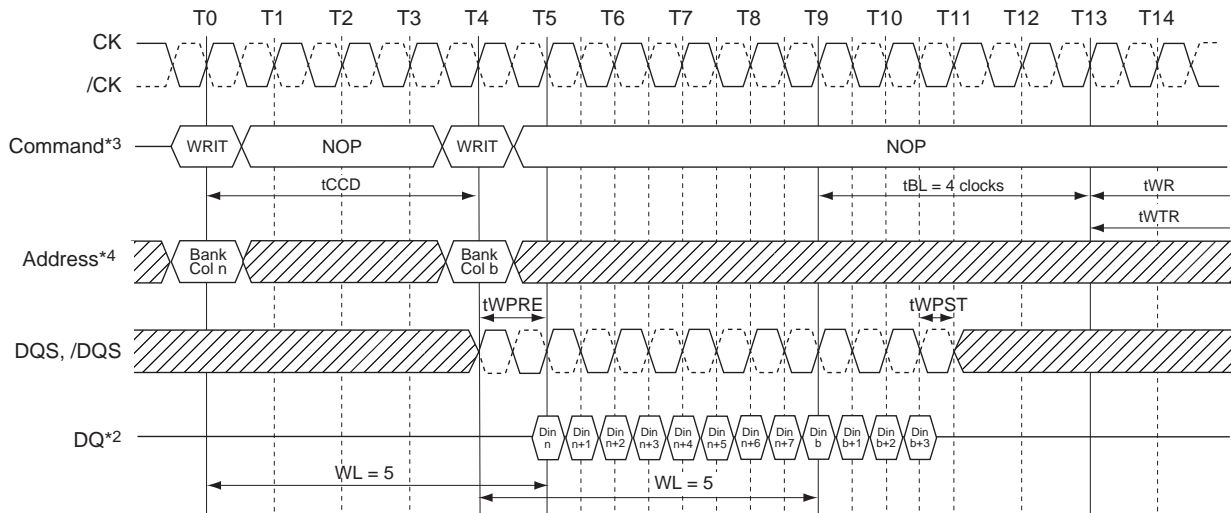 T0 T1 T2 T3 T4 T5 T6 T7 T8 T9 T10 T11 T12 T13 T14
CK
/CK
Command*3 WRIT NOP WRIT NOP
tCCD tBL = 4 clocks tWR
tWTR
Address*4 Bank Col n Bank Col b
tWPRE tWPST
DQS, /DQS
DQ*2 Din n Din n+1 Din n+2 Din n+3 Din n+4 Din n+5 Din n+6 Din n+7 Din b Din b+1 Din b+2 Din b+3
WL = 5 WL = 5